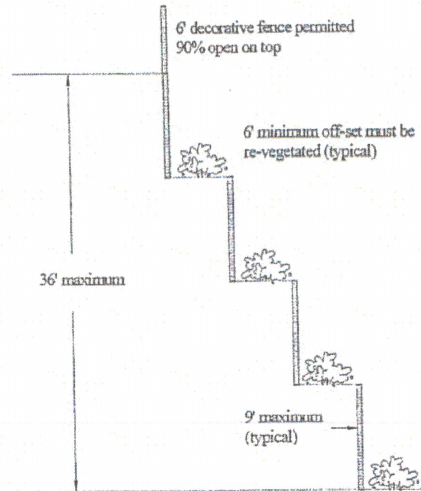 6' decorative fence permitted
90% open on top
6' minimum off-set must be
re-vegetated (typical)
36' maximum
9' maximum
(typical)